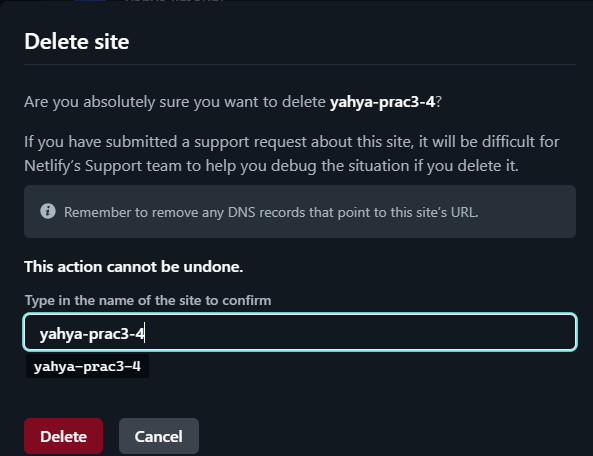 Delete site
Are you absolutely sure you want to delete yahya-prac3-4?
If you have submitted a support request about this site, it will be difficult for
Netlify's Support team to help you debug the situation if you delete it.
Remember to remove any DNS records that point to this site's URL.
This action cannot be undone.
Type in the name of the site to confirm
yahya-prac3-4
yahya-prac3-4
Delete
Cancel